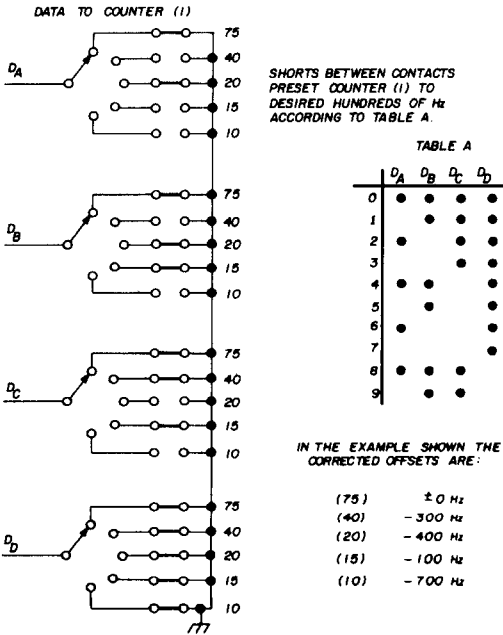 DATA TO COUNTER (1)
75
40
20
15
10
D_A
75
40
20
15
10
D_B
75
40
20
15
10
D_C
75
40
20
15
10
D_D
SHORTS BETWEEN CONTACTS
PRESET COUNTER (1) TO
DESIRED HUNDREDS OF Hz
ACCORDING TO TABLE A.
TABLE A
D_A D_B D_C D_D
0 ● ● ● ●
1 ● ● ●
2 ● ● ●
3 ● ●
4 ● ● ●
5 ● ●
6 ● ●
7 ●
8 ● ● ●
9 ● ●
IN THE EXAMPLE SHOWN THE
CORRECTED OFFSETS ARE:
(75) ±0 Hz
(40) -300 Hz
(20) -400 Hz
(15) -100 Hz
(10) -700 Hz